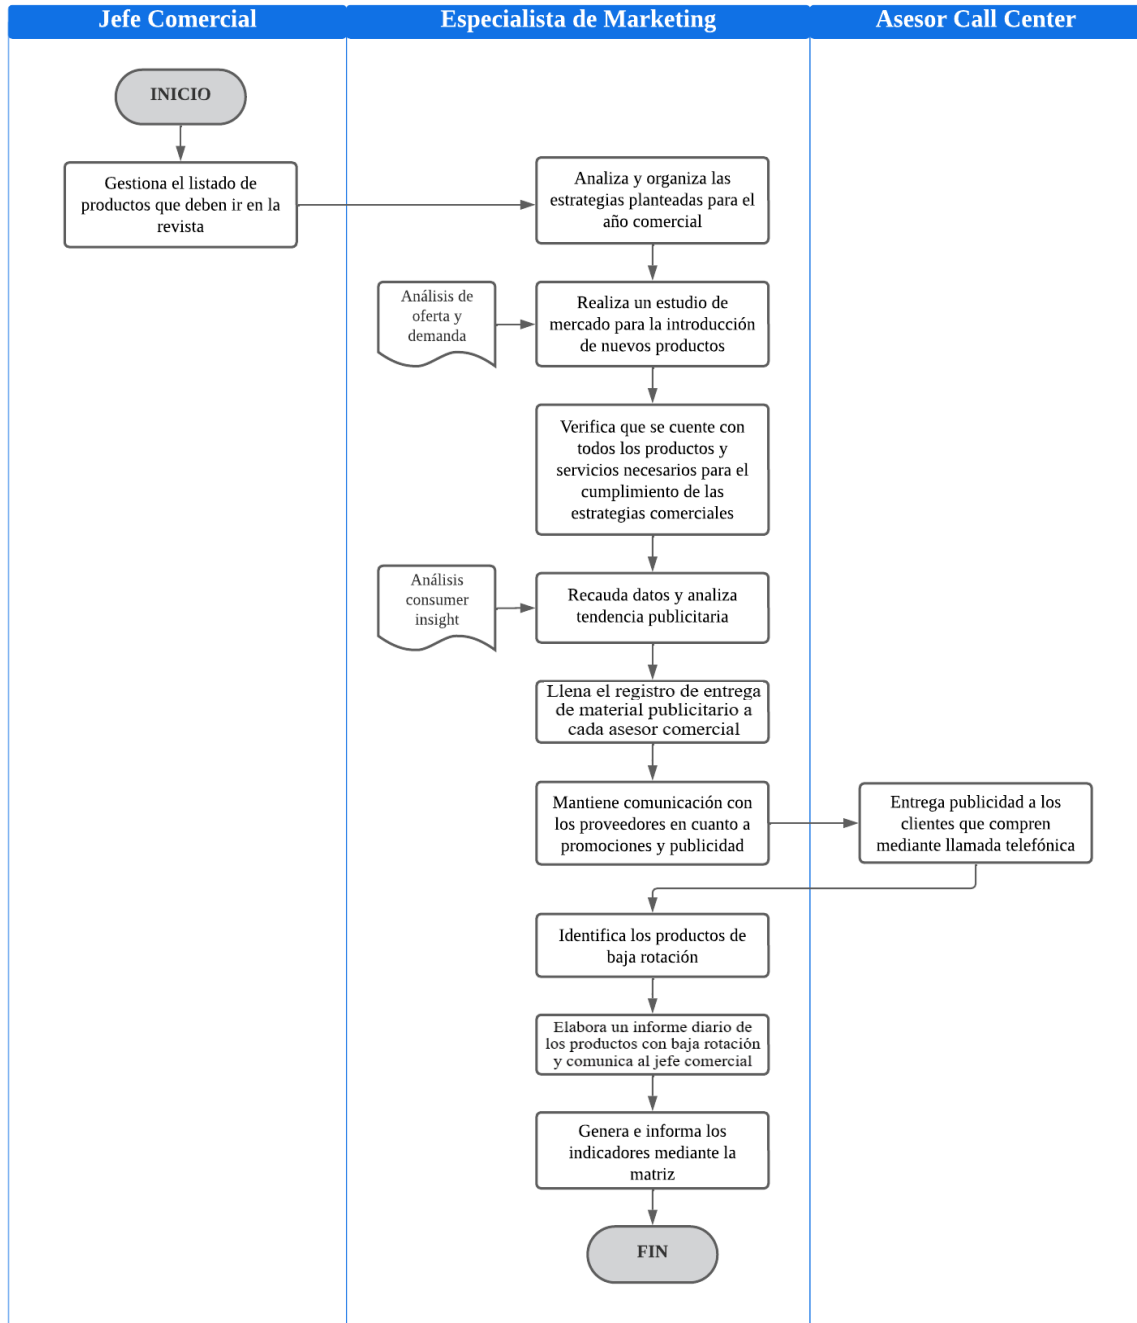 Jefe Comercial
Especialista de Marketing
Asesor Call Center
INICIO
Gestiona el listado de
productos que deben ir en la
revista
Analiza y organiza las
estrategias planteadas para el
año comercial
Análisis de
oferta y
demanda
Realiza un estudio de
mercado para la introducción
de nuevos productos
Verifica que se cuente con
todos los productos y
servicios necesarios para el
cumplimiento de las
estrategias comerciales
Análisis
consumer
insight
Recauda datos y analiza
tendencia publicitaria
Llena el registro de entrega
de material publicitario a
cada asesor comercial
Mantiene comunicación con
los proveedores en cuanto a
promociones y publicidad
Entrega publicidad a los
clientes que compren
mediante llamada telefónica
Identifica los productos de
baja rotación
Elabora un informe diario de
los productos con baja rotación
y comunica al jefe comercial
Genera e informa los
indicadores mediante la
matriz
FIN